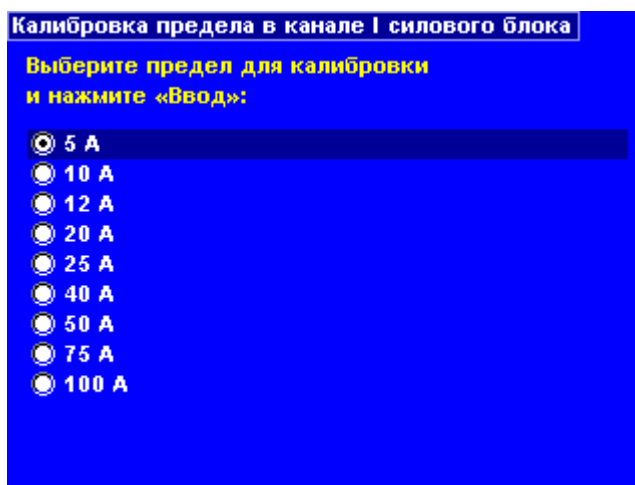 Калибровка предела в канале I силового блока
Выберите предел для калибровки
и нажмите «Ввод»:
5 А
10 А
12 А
20 А
25 А
40 А
50 А
75 А
100 А